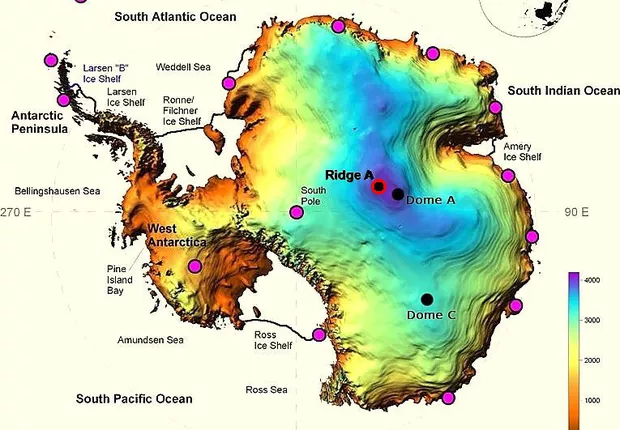 South Atlantic Ocean
Weddell Sea
Larsen "B"
Ice Shelf
Larsen
Ice Shelf
Ronne/
Filchner
Ice Shelf
South Indian Ocean
Antarctic
Peninsula
Amery
Ice Shelf
Ridge A
Dome A
Bellingshausen Sea
South
Pole
270 E
90 E
West
Antarctica
Pine
Island
Bay
4000
3000
2000
1000
Dome C
Amundsen Sea
Ross
Ice Shelf
Ross Sea
South Pacific Ocean